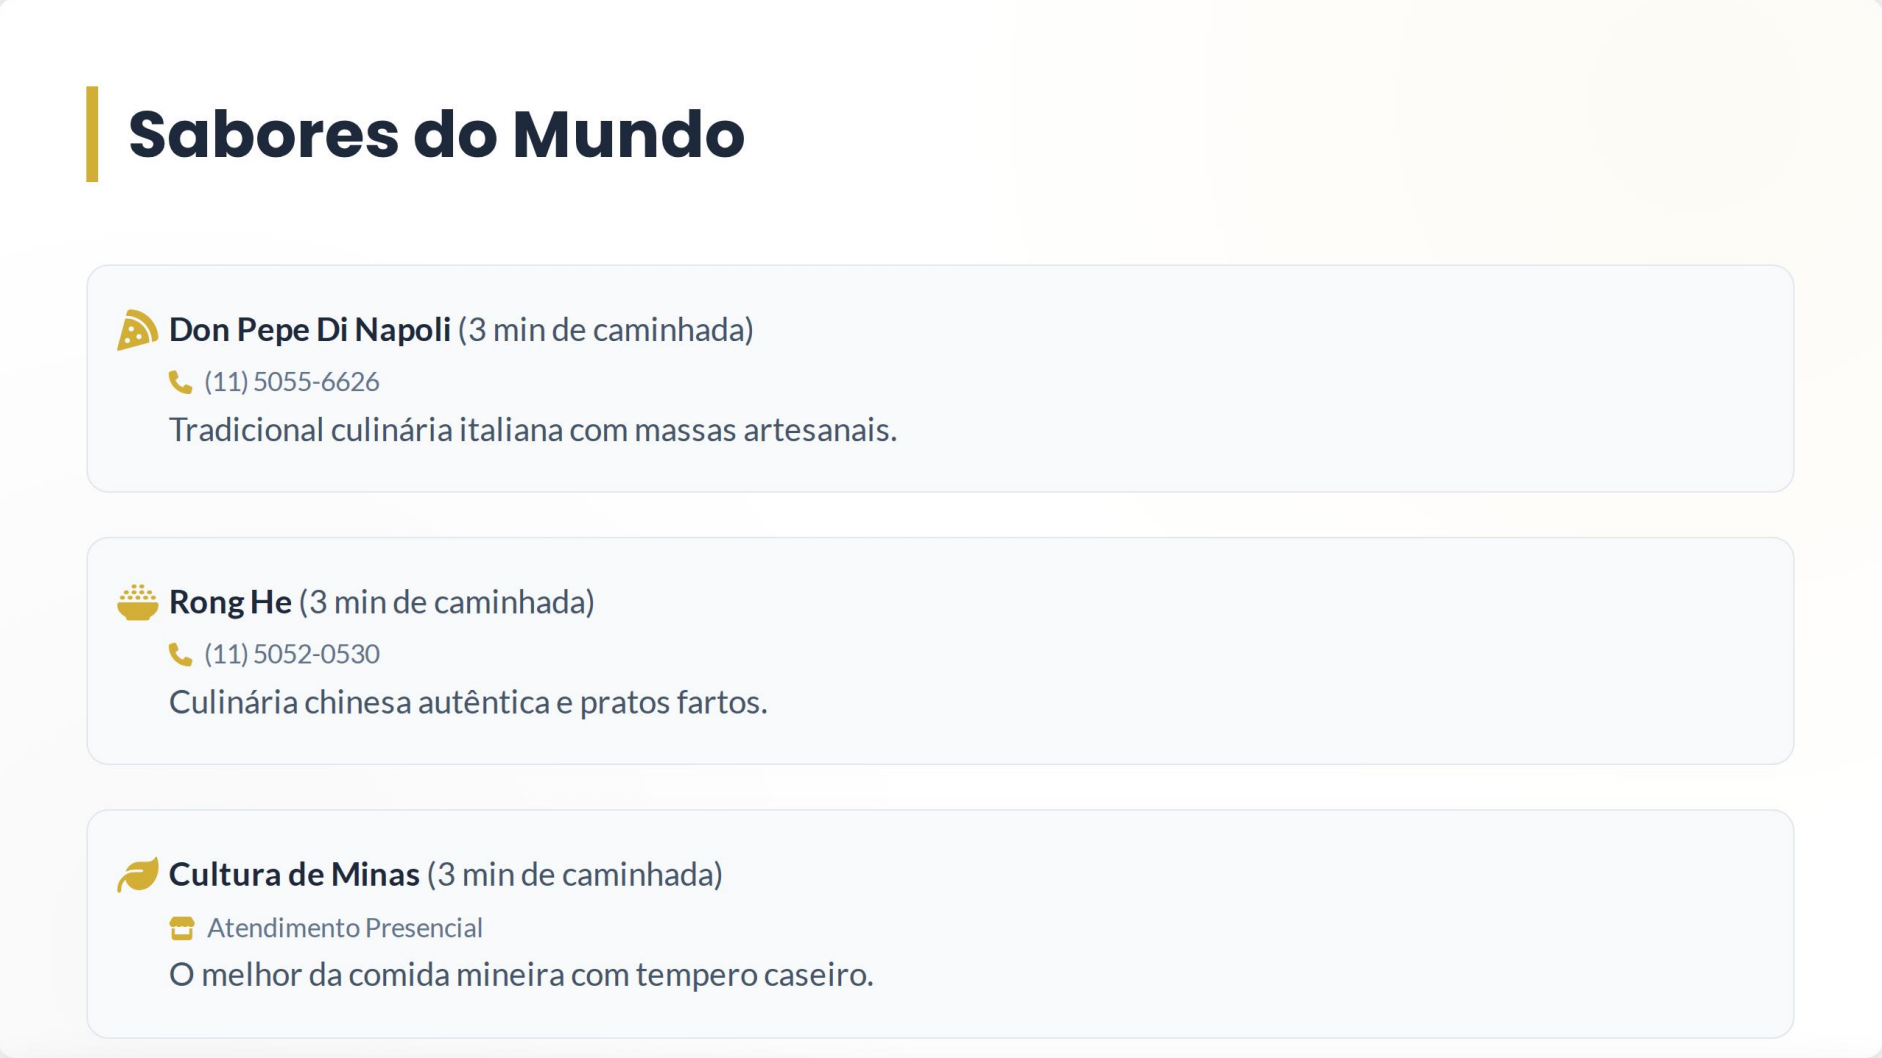 Sabores do Mundo
Don Pepe Di Napoli (3 min de caminhada)
(11) 5055-6626
Tradicional culinária italiana com massas artesanais.
Rong He (3 min de caminhada)
(11) 5052-0530
Culinária chinesa autêntica e pratos fartos.
Cultura de Minas (3 min de caminhada)
Atendimento Presencial
O melhor da comida mineira com tempero caseiro.